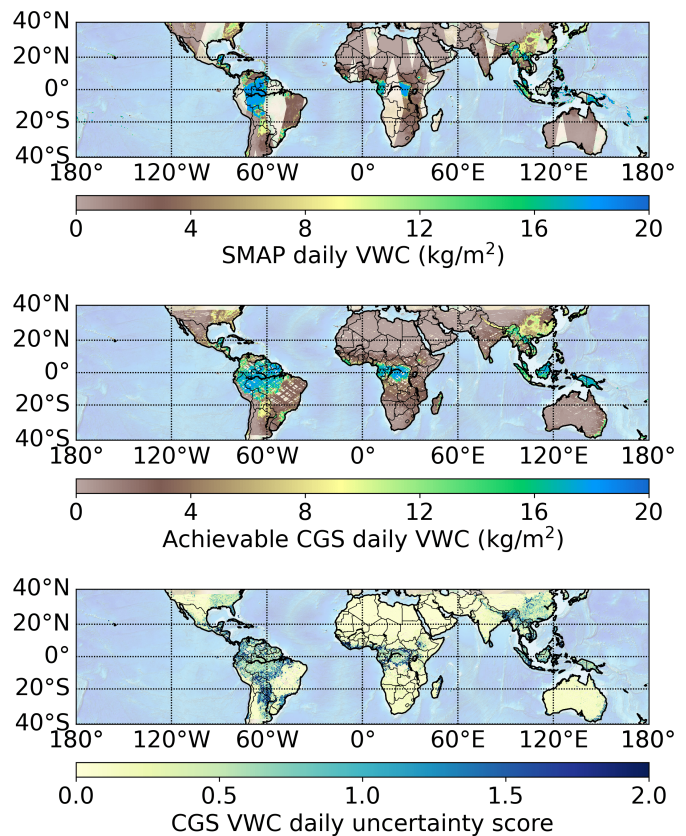 40°N
20°N
0°
20°S
40°S
180° 120°W 60°W 0° 60°E 120°E 180°
0 4 8 12 16 20
SMAP daily VWC (kg/m²)
40°N
20°N
0°
20°S
40°S
180° 120°W 60°W 0° 60°E 120°E 180°
0 4 8 12 16 20
Achievable CGS daily VWC (kg/m²)
40°N
20°N
0°
20°S
40°S
180° 120°W 60°W 0° 60°E 120°E 180°
0.0 0.5 1.0 1.5 2.0
CGS VWC daily uncertainty score